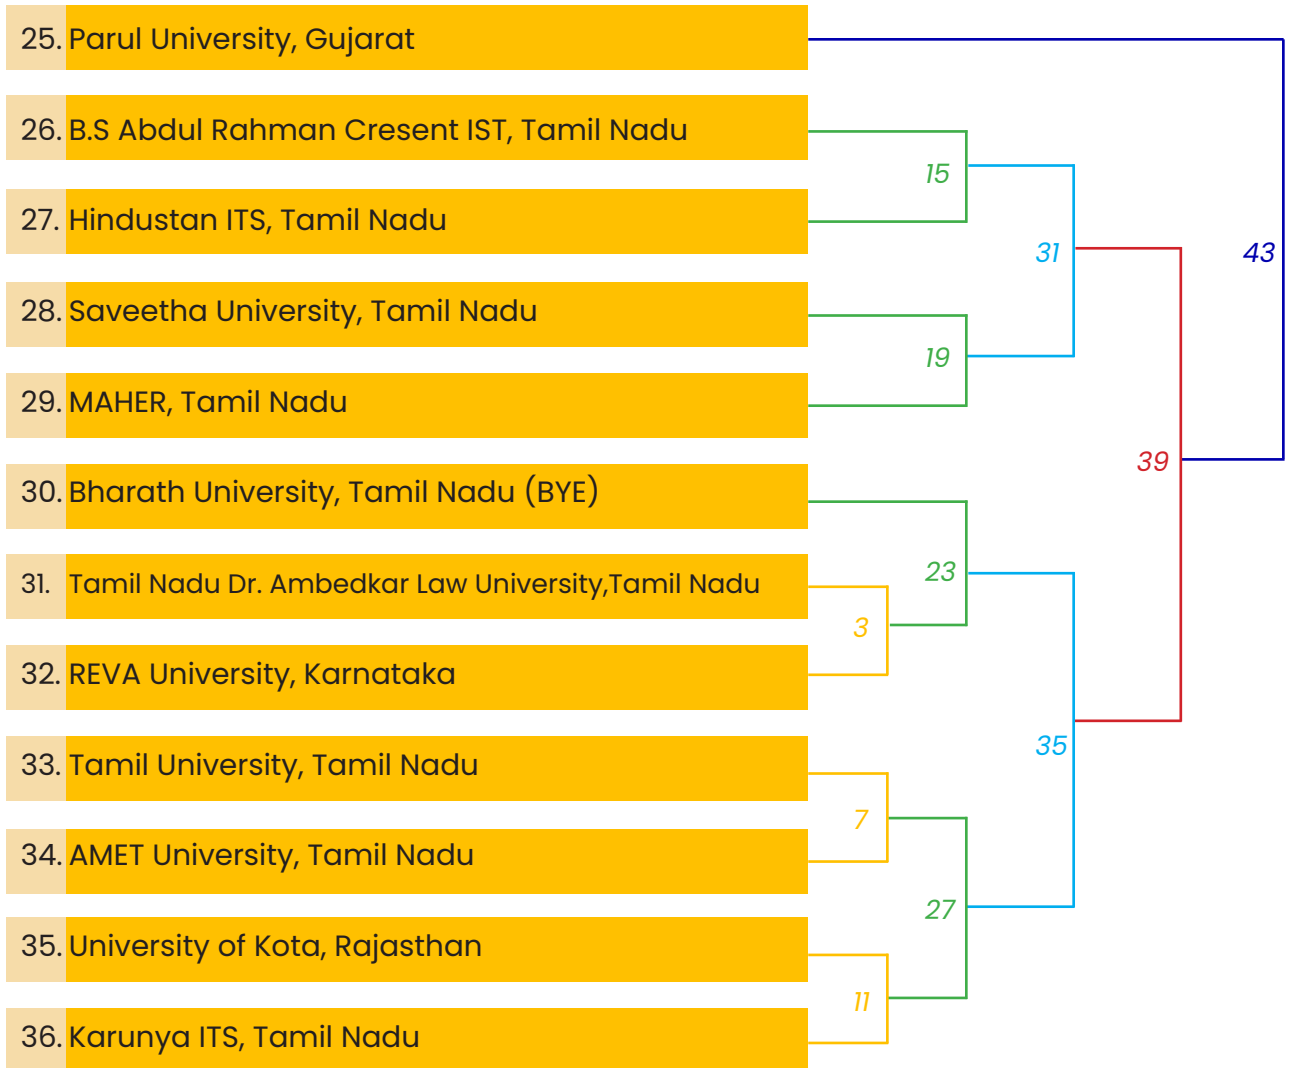 25. Parul University, Gujarat
26. B.S Abdul Rahman Cresent IST, Tamil Nadu
15
27. Hindustan ITS, Tamil Nadu
31
43
28. Saveetha University, Tamil Nadu
19
29. MAHER, Tamil Nadu
39
30. Bharath University, Tamil Nadu (BYE)
23
31. Tamil Nadu Dr. Ambedkar Law University,Tamil Nadu
3
32. REVA University, Karnataka
35
33. Tamil University, Tamil Nadu
7
34. AMET University, Tamil Nadu
27
35. University of Kota, Rajasthan
11
36. Karunya ITS, Tamil Nadu